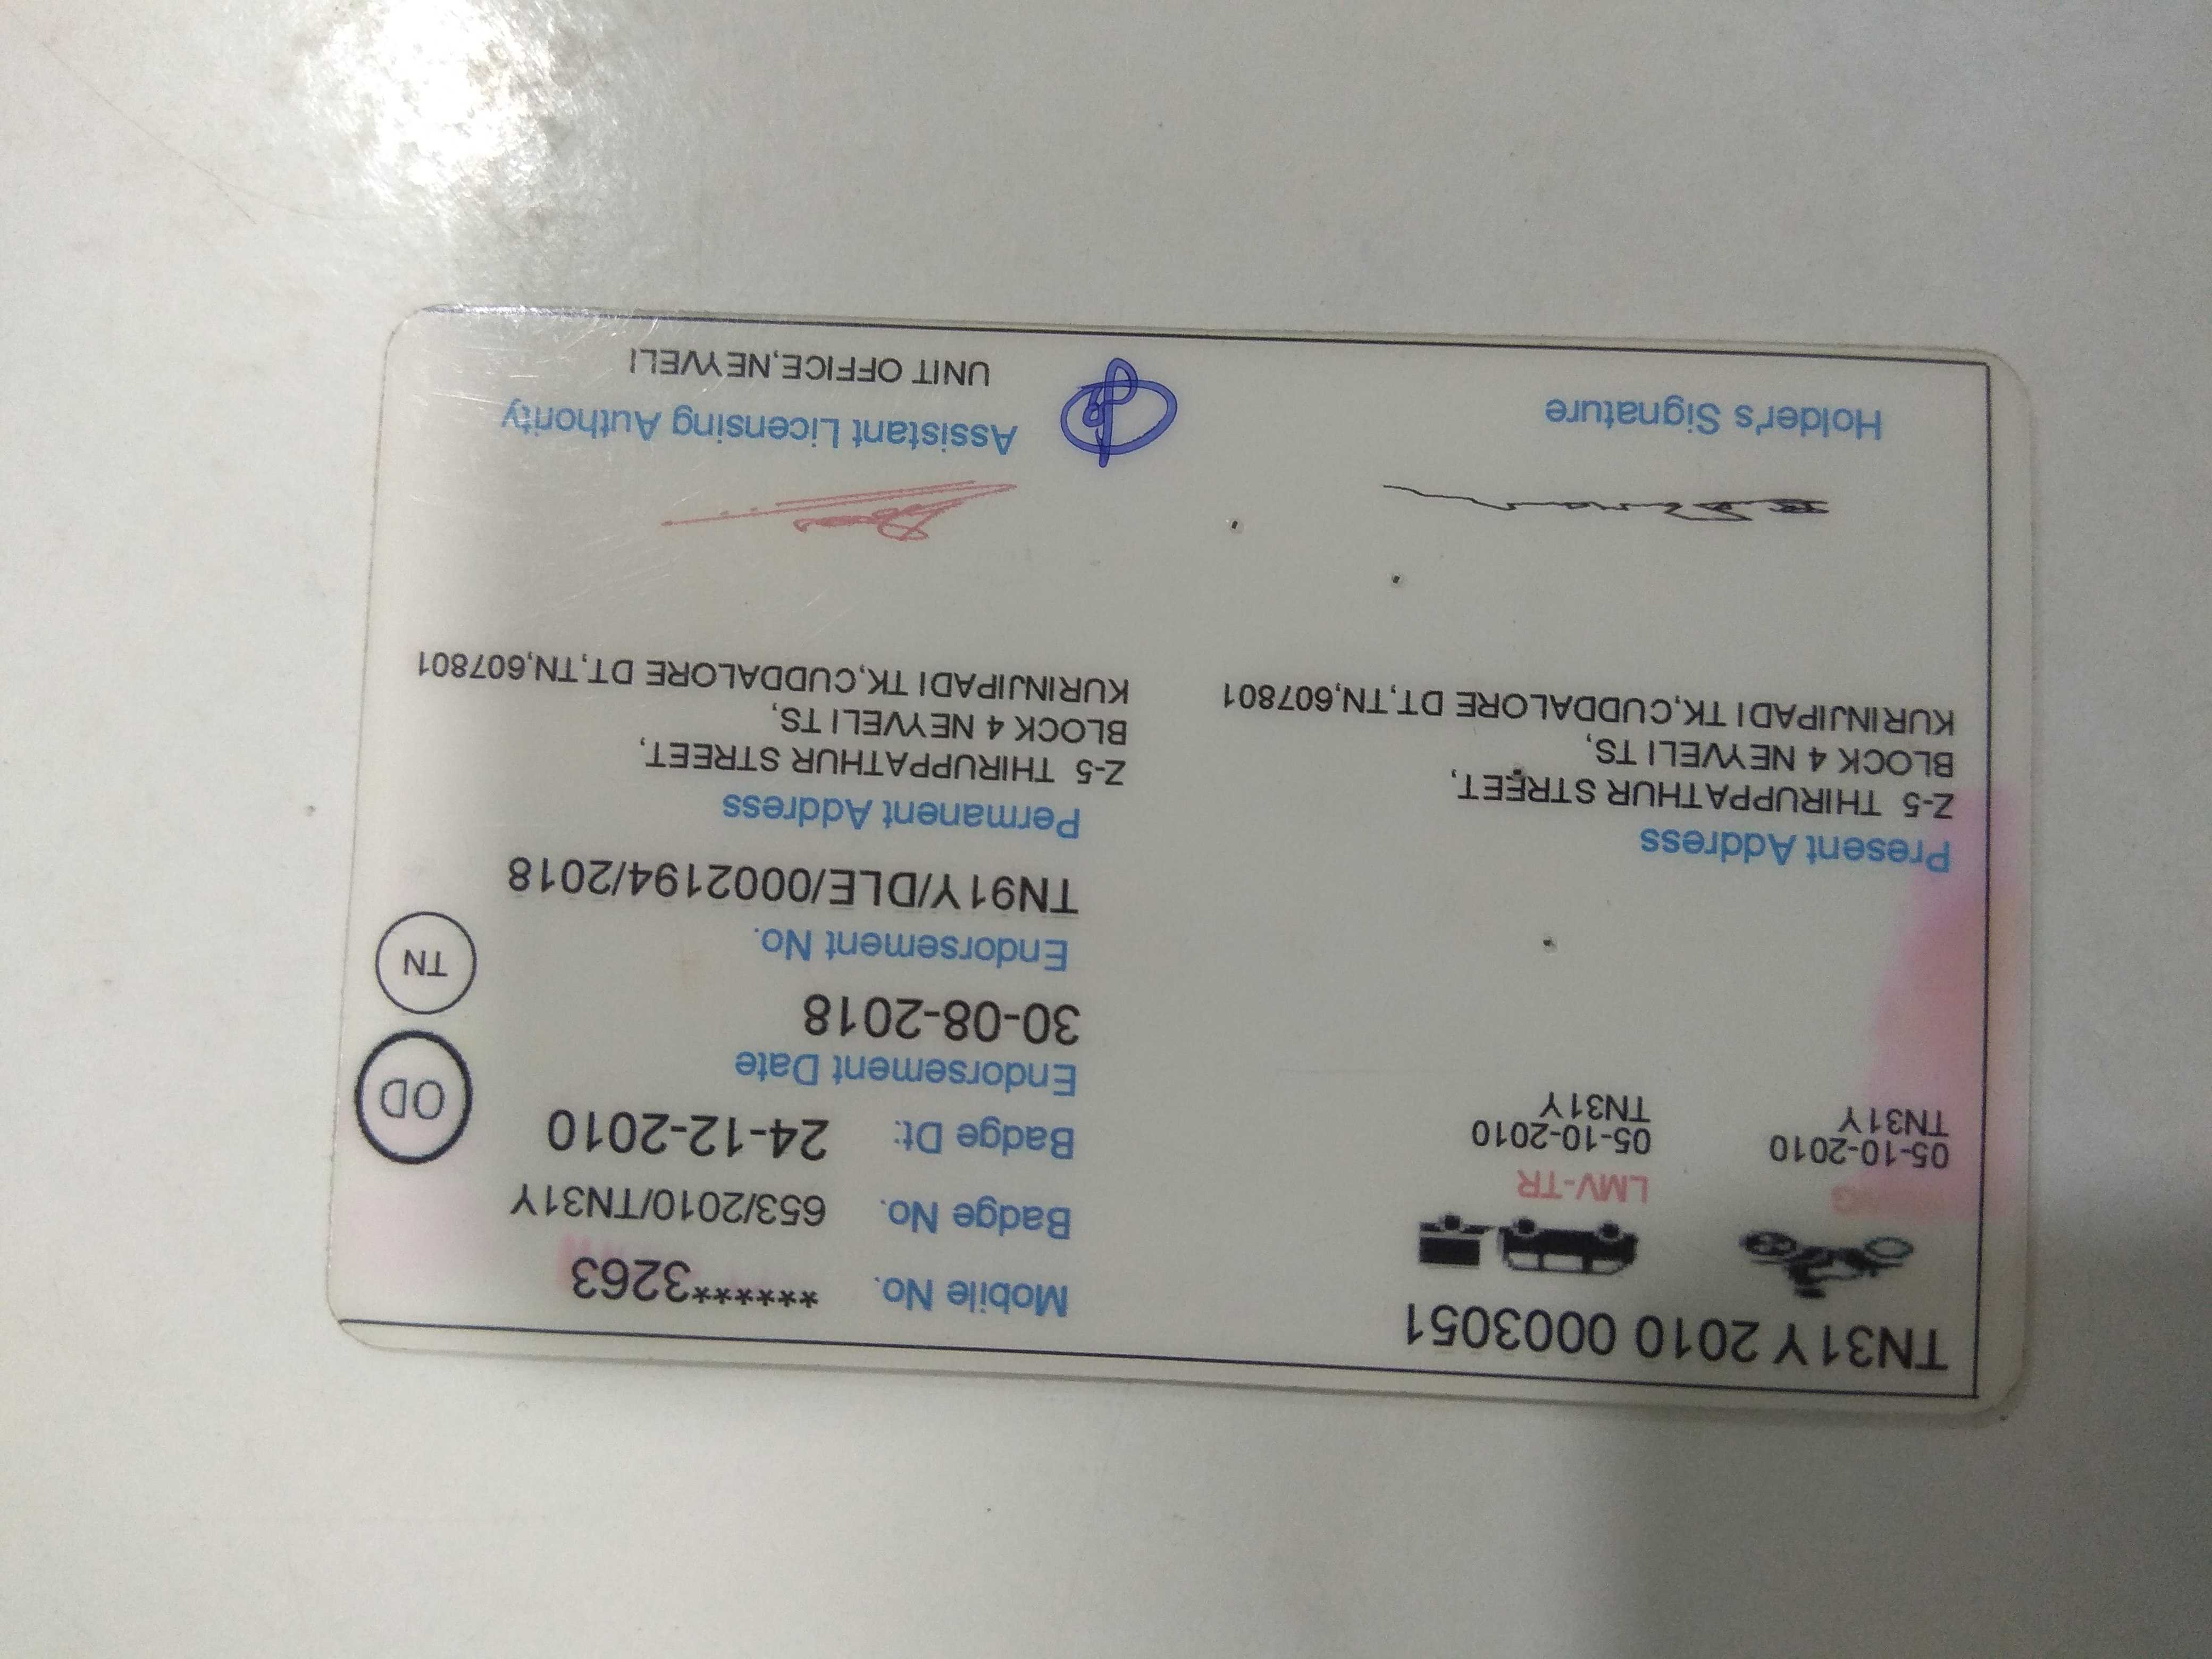 TN31Y 2010 0003051
LMV-TR
05-10-2010
TN31Y
05-10-2010
TN31Y
Present Address
Z-5 THIRUPPATHUR STREET,
BLOCK 4 NEYVELI TS,
KURINJIPADI TK,CUDDALORE DT,TN,607801
Holder's Signature
Mobile No. ******3263
Badge No. 653/2010/TN31Y
Badge Dt: 24-12-2010
Endorsement Date
30-08-2018
Endorsement No.
TN91Y/DLE/0002194/2018
OD
TN
Permanent Address
Z-5 THIRUPPATHUR STREET,
BLOCK 4 NEYVELI TS,
KURINJIPADI TK,CUDDALORE DT,TN,607801
Assistant Licensing Authority
UNIT OFFICE,NEYVELI